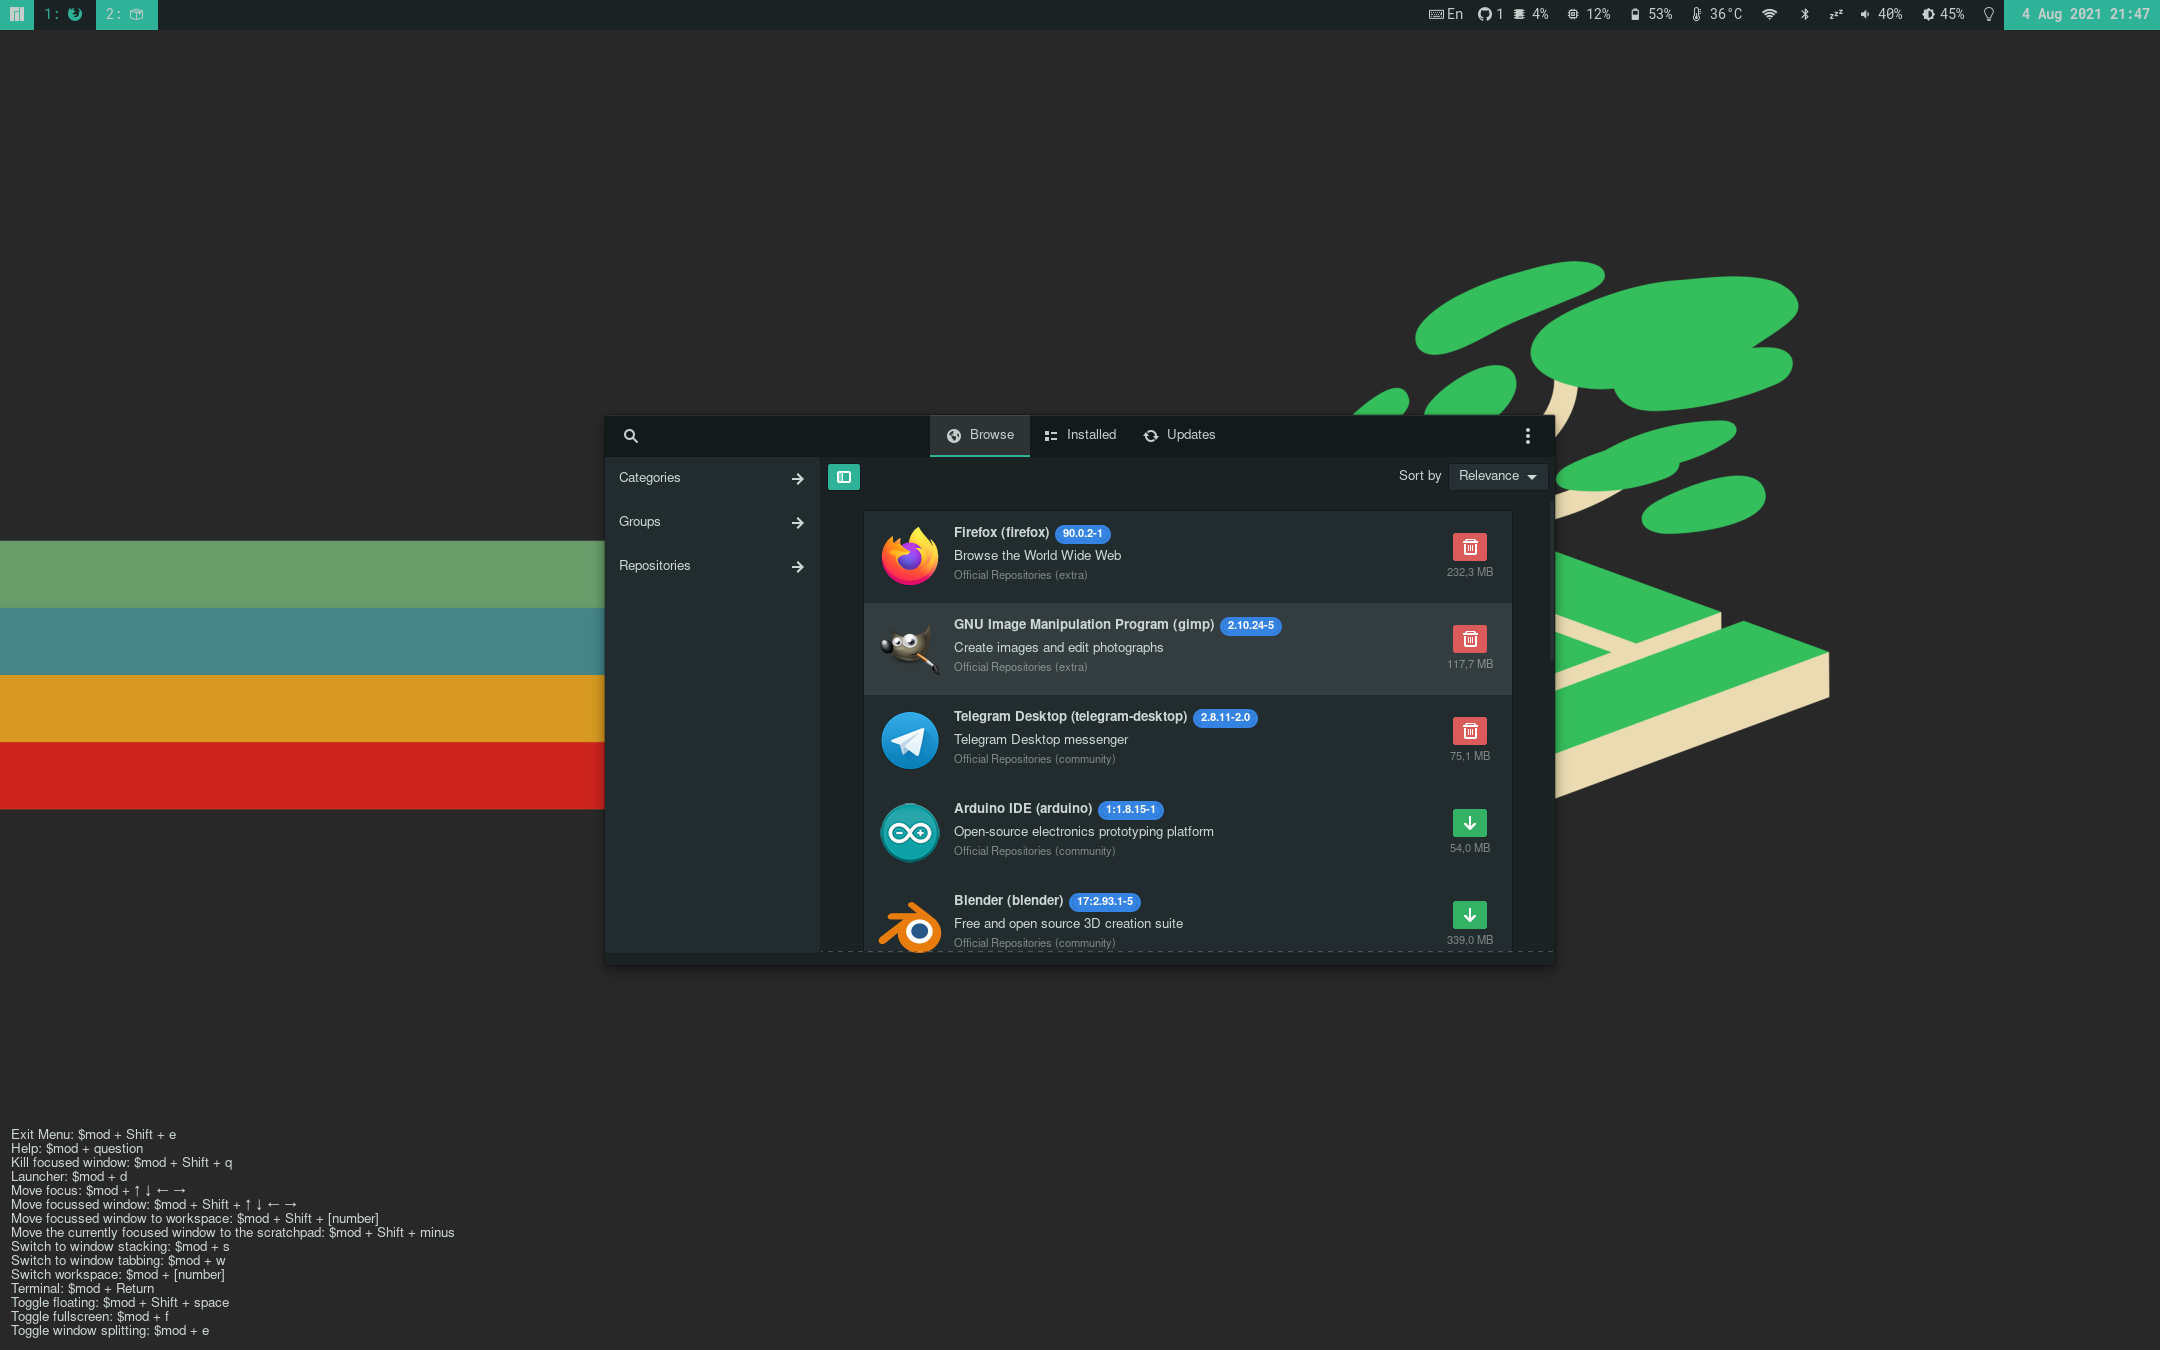 1:
2:
En 1 4% 12% 53% 36°C zzz 40% 45% 4 Aug 2021 21:47
Browse Installed Updates
Categories
Groups
Repositories
Sort by Relevance
Firefox (firefox) 90.0.2-1
Browse the World Wide Web
Official Repositories (extra)
232,3 MB
GNU Image Manipulation Program (gimp) 2.10.24-5
Create images and edit photographs
Official Repositories (extra)
117,7 MB
Telegram Desktop (telegram-desktop) 2.8.11-2.0
Telegram Desktop messenger
Official Repositories (community)
75,1 MB
Arduino IDE (arduino) 1:1.8.15-1
Open-source electronics prototyping platform
Official Repositories (community)
54,0 MB
Blender (blender) 17:2.93.1-5
Free and open source 3D creation suite
Official Repositories (community)
339,0 MB
Exit Menu: $mod + Shift + e
Help: $mod + question
Kill focused window: $mod + Shift + q
Launcher: $mod + d
Move focus: $mod + ↑ ↓ ← →
Move focussed window: $mod + Shift + ↑ ↓ ← →
Move focussed window to workspace: $mod + Shift + [number]
Move the currently focused window to the scratchpad: $mod + Shift + minus
Switch to window stacking: $mod + s
Switch to window tabbing: $mod + w
Switch workspace: $mod + [number]
Terminal: $mod + Return
Toggle floating: $mod + Shift + space
Toggle fullscreen: $mod + f
Toggle window splitting: $mod + e